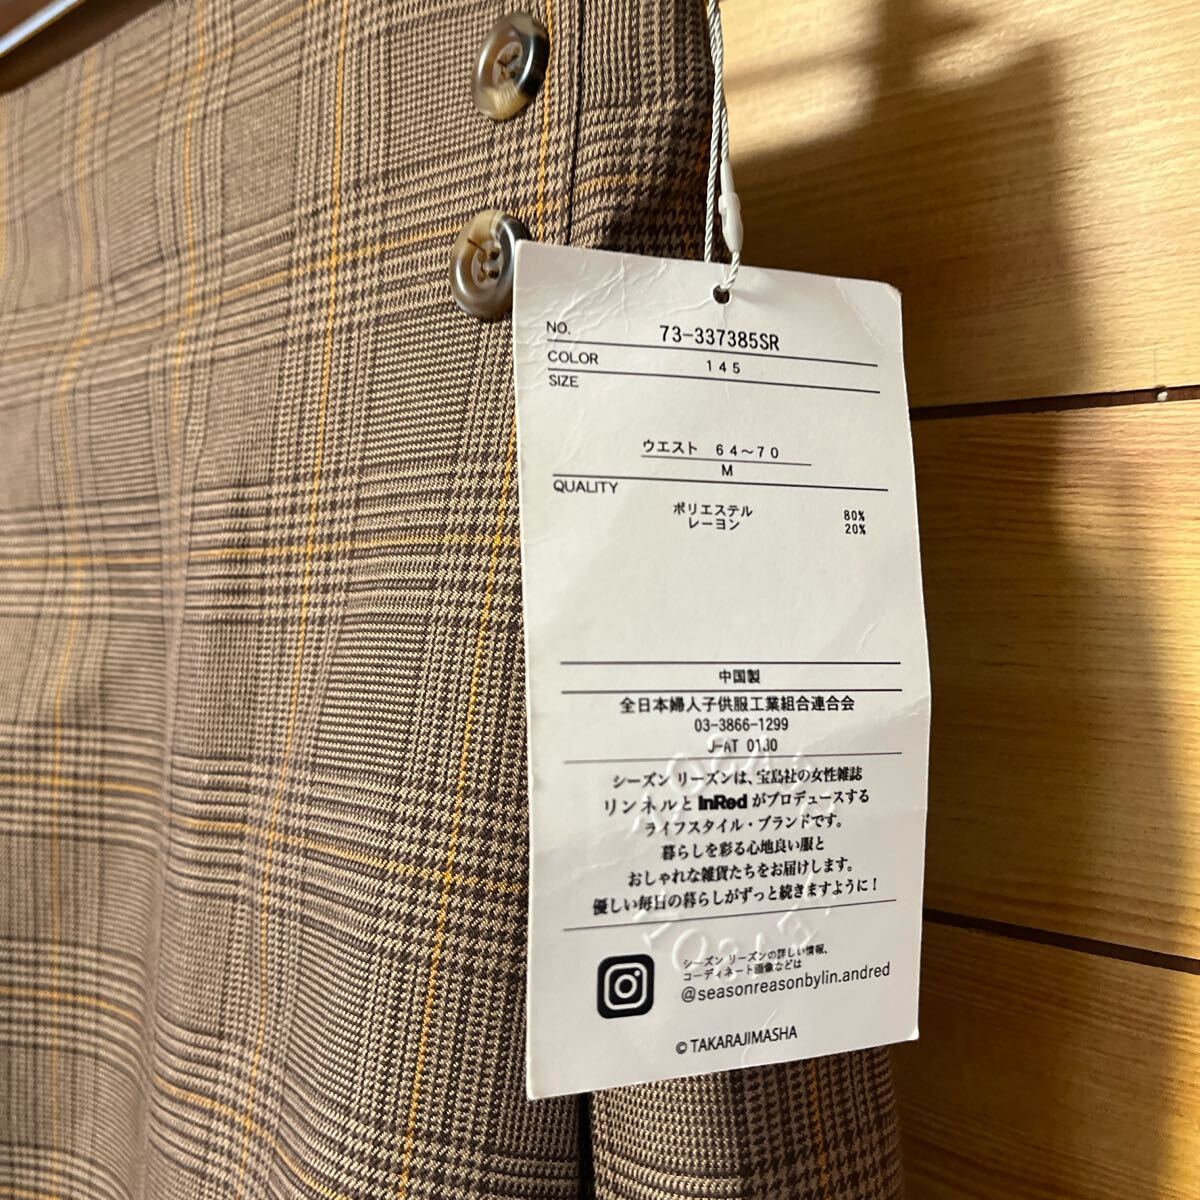 NO. 73-337385SR
COLOR 145
SIZE
ウエスト 64～70
M
QUALITY
ポリエステル 80%
レーヨン 20%
中国製
全日本婦人子供服工業組合連合会
03-3866-1299
J-AT 0130
シーズン リーズンは、宝島社の女性雑誌
リンネルと InRed がプロデュースする
ライフスタイル・ブランドです。
暮らしを彩る心地良い服と
おしゃれな雑貨たちをお届けします。
優しい毎日の暮らしがずっと続きますように！
シーズン リーズンの詳しい情報、
コーディネート画像などは
@seasonreasonbylin.andred
© TAKARAJIMASHA